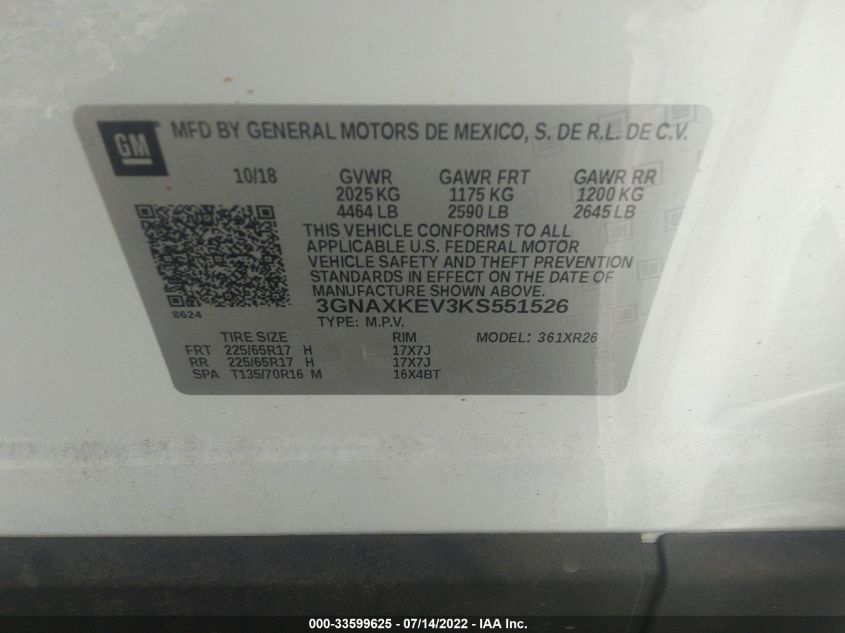 GM MFD BY GENERAL MOTORS DE MEXICO, S. DE R.L. DE C.V.
10/18 GVWR GAWR FRT GAWR RR
2025 KG 1175 KG 1200 KG
4464 LB 2590 LB 2645 LB
THIS VEHICLE CONFORMS TO ALL
APPLICABLE U.S. FEDERAL MOTOR
VEHICLE SAFETY AND THEFT PREVENTION
STANDARDS IN EFFECT ON THE DATE OF
MANUFACTURE SHOWN ABOVE.
8624 3GNAXKEV3KS551526
TYPE: M.P.V.
TIRE SIZE RIM MODEL: 361XR26
FRT 225/65R17 H 17X7J
RR 225/65R17 H 17X7J
SPA T135/70R16 M 16X4BT
000-33599625 - 07/14/2022 - IAA Inc.